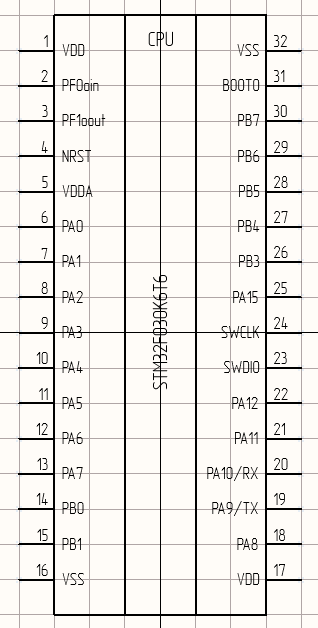 CPU
1 VDD VSS 32
2 PF0oin BOOT0 31
3 PF1oout PB7 30
4 NRST PB6 29
5 VDDA PB5 28
6 PA0 PB4 27
7 PA1 PB3 26
8 PA2 PA15 25
9 PA3 SWCLK 24
10 PA4 SWDIO 23
11 PA5 PA12 22
12 PA6 PA11 21
13 PA7 PA10/RX 20
14 PB0 PA9/TX 19
15 PB1 PA8 18
16 VSS VDD 17
STM32F030K6T6